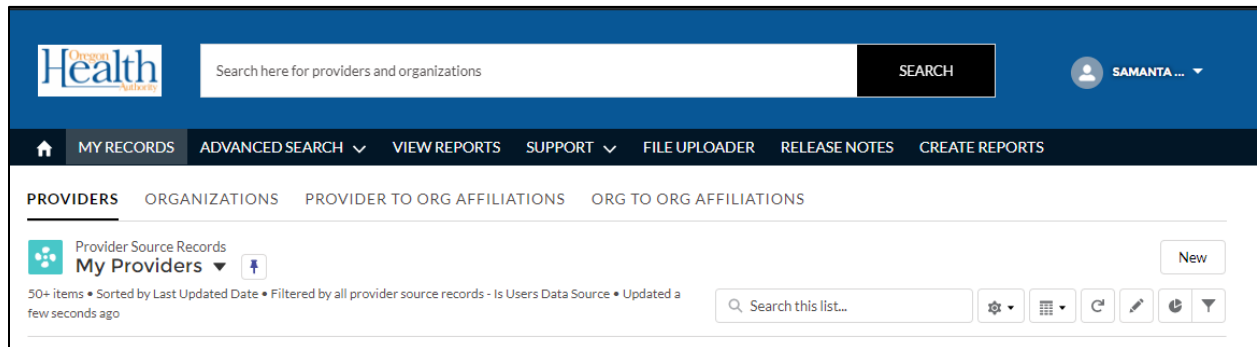 Oregon
Health
Authority
Search here for providers and organizations
SEARCH
SAMANTA ...
MY RECORDS ADVANCED SEARCH VIEW REPORTS SUPPORT FILE UPLOADER RELEASE NOTES CREATE REPORTS
PROVIDERS ORGANIZATIONS PROVIDER TO ORG AFFILIATIONS ORG TO ORG AFFILIATIONS
Provider Source Records
My Providers
New
50+ items • Sorted by Last Updated Date • Filtered by all provider source records - Is Users Data Source • Updated a
few seconds ago
Search this list...